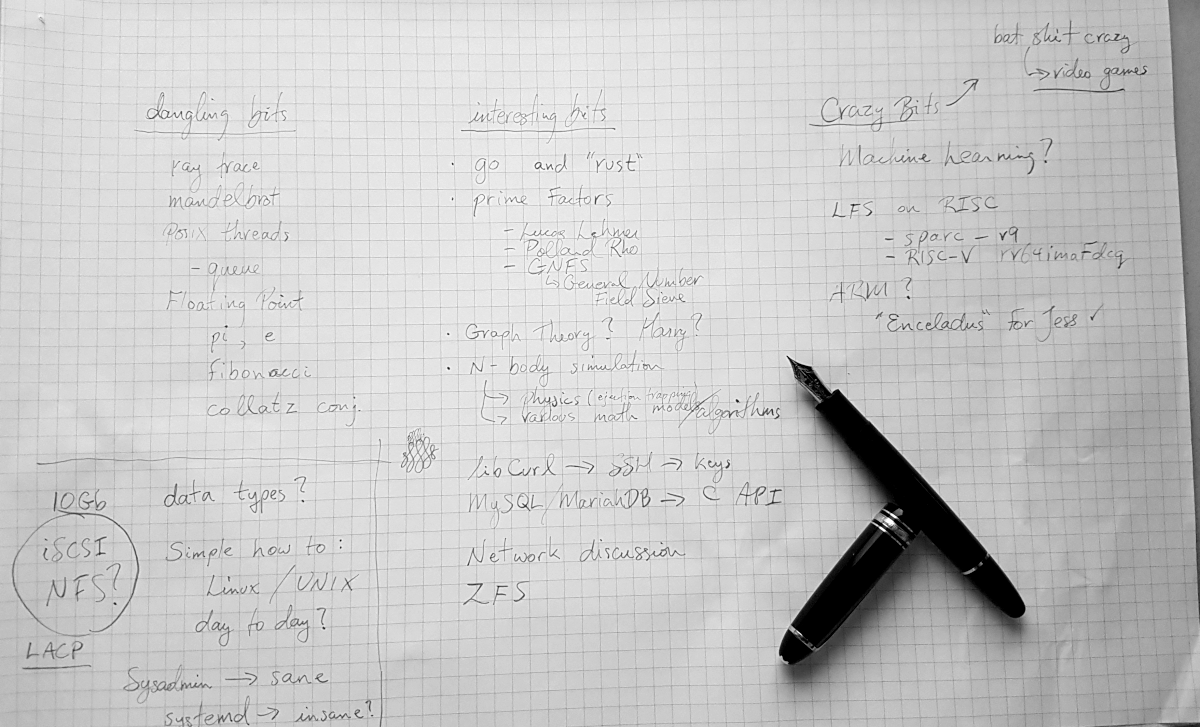 bat shit crazy
↳ video games
dangling bits
ray trace
mandelbrot
Posix threads
- queue
Floating Point
pi, e
fibonacci
collatz conj.
interesting bits
· go and "rust"
· prime Factors
- Lucas Lehmer
- Polland Rho
- GNFS
↳ General Number
Field Sieve
· Graph Theory? Harry?
· N-body simulation
↳ Physics (ejection trapping)
↳ various math models/algorithms
Crazy Bits
Machine Learning?
LFS on RISC
- sparc - v9
- RISC-V rv64imafdcq
ARM?
"Enceladus" for Jess ✓
10Gb
iSCSI
NFS?
LACP
data types?
Simple how to:
Linux/UNIX
day to day?
Sysadmin → sane
systemd → insane?
libCurl → SSH → keys
MySQL/MariahDB → C API
Network discussion
ZFS